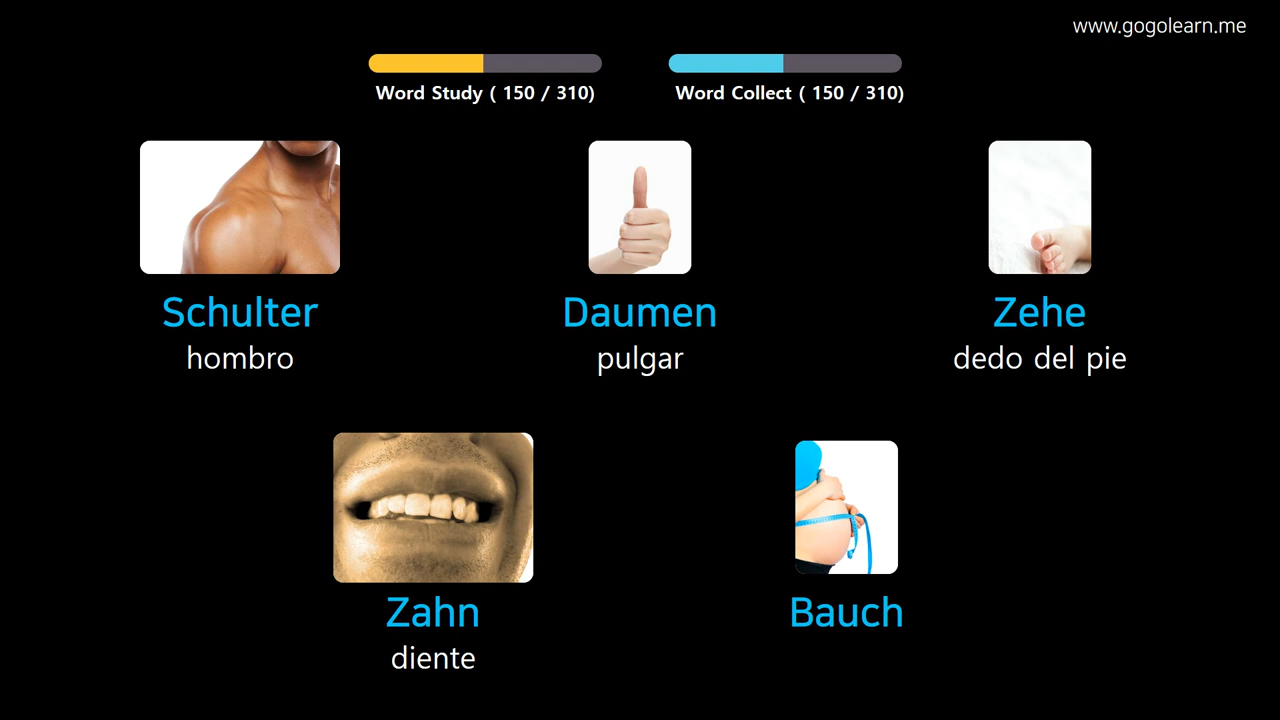 www.gogolearn.me
Word Study ( 150 / 310)
Word Collect ( 150 / 310)
Schulter
hombro
Daumen
pulgar
Zehe
dedo del pie
Zahn
diente
Bauch